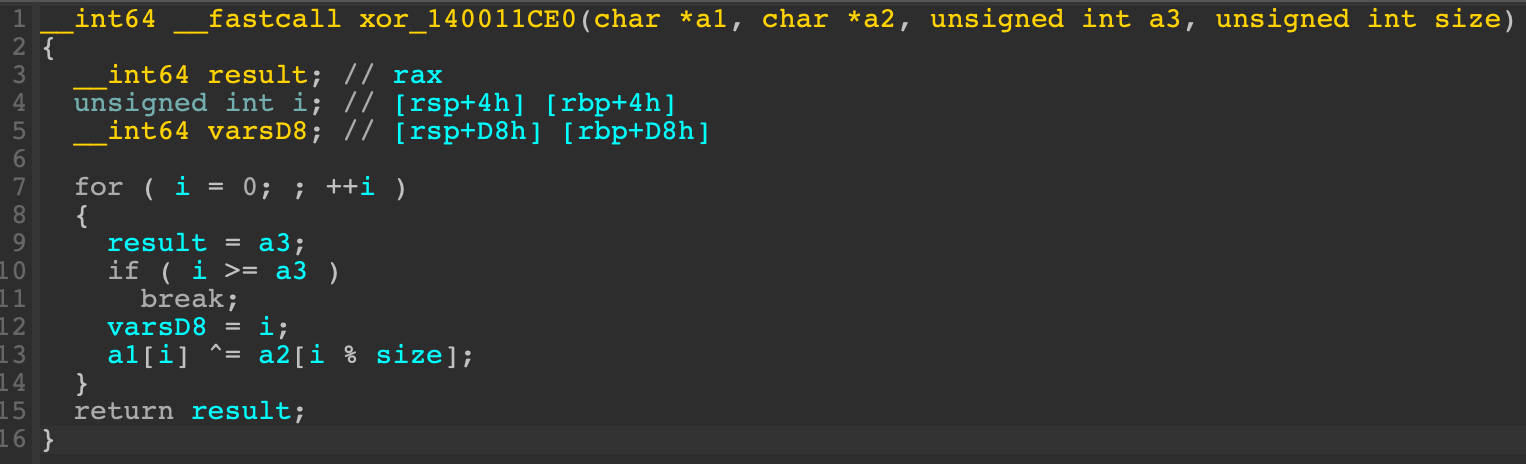 1 __int64 __fastcall xor_140011CE0(char *a1, char *a2, unsigned int a3, unsigned int size)
2 {
3   __int64 result; // rax
4   unsigned int i; // [rsp+4h] [rbp+4h]
5   __int64 varsD8; // [rsp+D8h] [rbp+D8h]
6
7   for ( i = 0; ; ++i )
8   {
9     result = a3;
10     if ( i >= a3 )
11       break;
12     varsD8 = i;
13     a1[i] ^= a2[i % size];
14   }
15   return result;
16 }